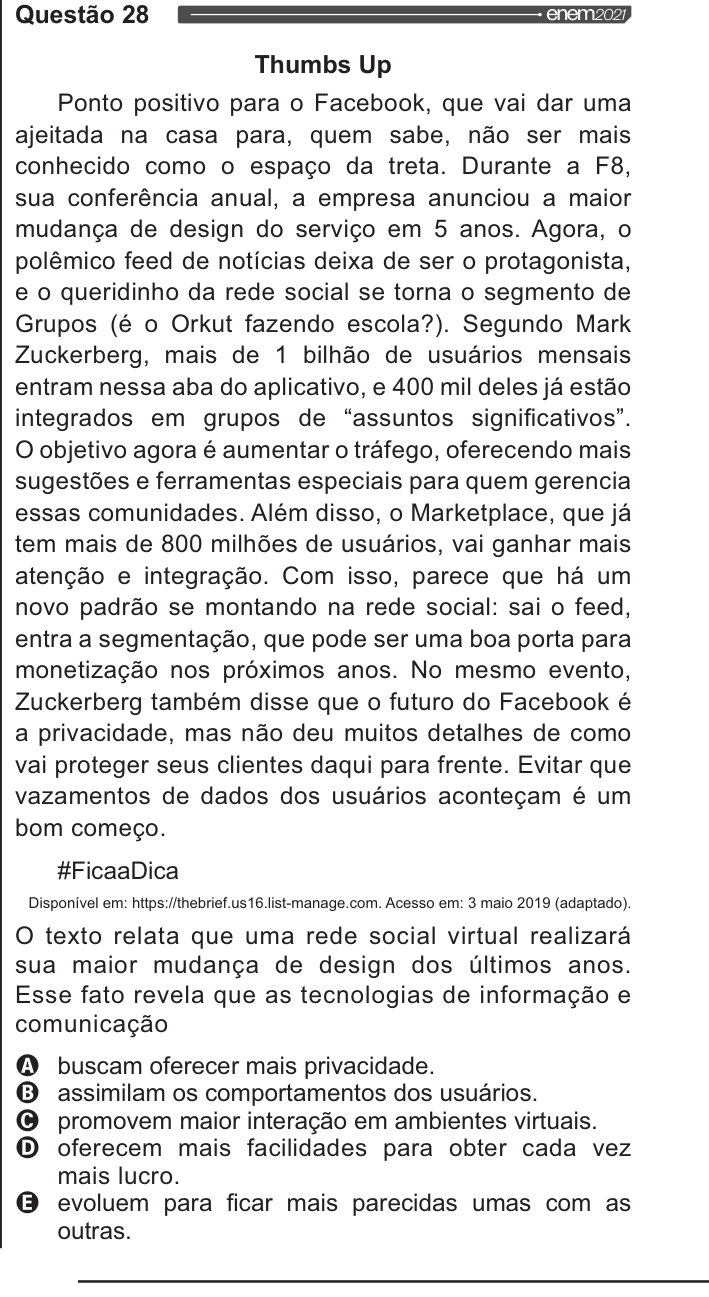 Questão 28
enem2021
Thumbs Up
Ponto positivo para o Facebook, que vai dar uma
ajeitada na casa para, quem sabe, não ser mais
conhecido como o espaço da treta. Durante a F8,
sua conferência anual, a empresa anunciou a maior
mudança de design do serviço em 5 anos. Agora, o
polêmico feed de notícias deixa de ser o protagonista,
e o queridinho da rede social se torna o segmento de
Grupos (é o Orkut fazendo escola?). Segundo Mark
Zuckerberg, mais de 1 bilhão de usuários mensais
entram nessa aba do aplicativo, e 400 mil deles já estão
integrados em grupos de “assuntos significativos”.
O objetivo agora é aumentar o tráfego, oferecendo mais
sugestões e ferramentas especiais para quem gerencia
essas comunidades. Além disso, o Marketplace, que já
tem mais de 800 milhões de usuários, vai ganhar mais
atenção e integração. Com isso, parece que há um
novo padrão se montando na rede social: sai o feed,
entra a segmentação, que pode ser uma boa porta para
monetização nos próximos anos. No mesmo evento,
Zuckerberg também disse que o futuro do Facebook é
a privacidade, mas não deu muitos detalhes de como
vai proteger seus clientes daqui para frente. Evitar que
vazamentos de dados dos usuários aconteçam é um
bom começo.
#FicaaDica
Disponível em: https://thebrief.us16.list-manage.com. Acesso em: 3 maio 2019 (adaptado).
O texto relata que uma rede social virtual realizará
sua maior mudança de design dos últimos anos.
Esse fato revela que as tecnologias de informação e
comunicação
A buscam oferecer mais privacidade.
B assimilam os comportamentos dos usuários.
C promovem maior interação em ambientes virtuais.
D oferecem mais facilidades para obter cada vez
mais lucro.
E evoluem para ficar mais parecidas umas com as
outras.